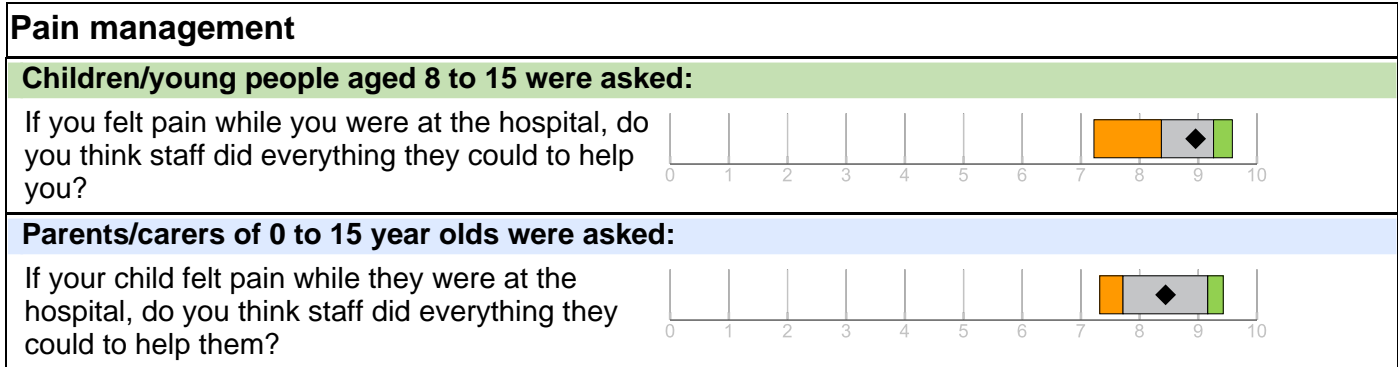 Pain management
Children/young people aged 8 to 15 were asked:
If you felt pain while you were at the hospital, do
you think staff did everything they could to help
you?
0 1 2 3 4 5 6 7 8 9 10
Parents/carers of 0 to 15 year olds were asked:
If your child felt pain while they were at the
hospital, do you think staff did everything they
could to help them?
0 1 2 3 4 5 6 7 8 9 10